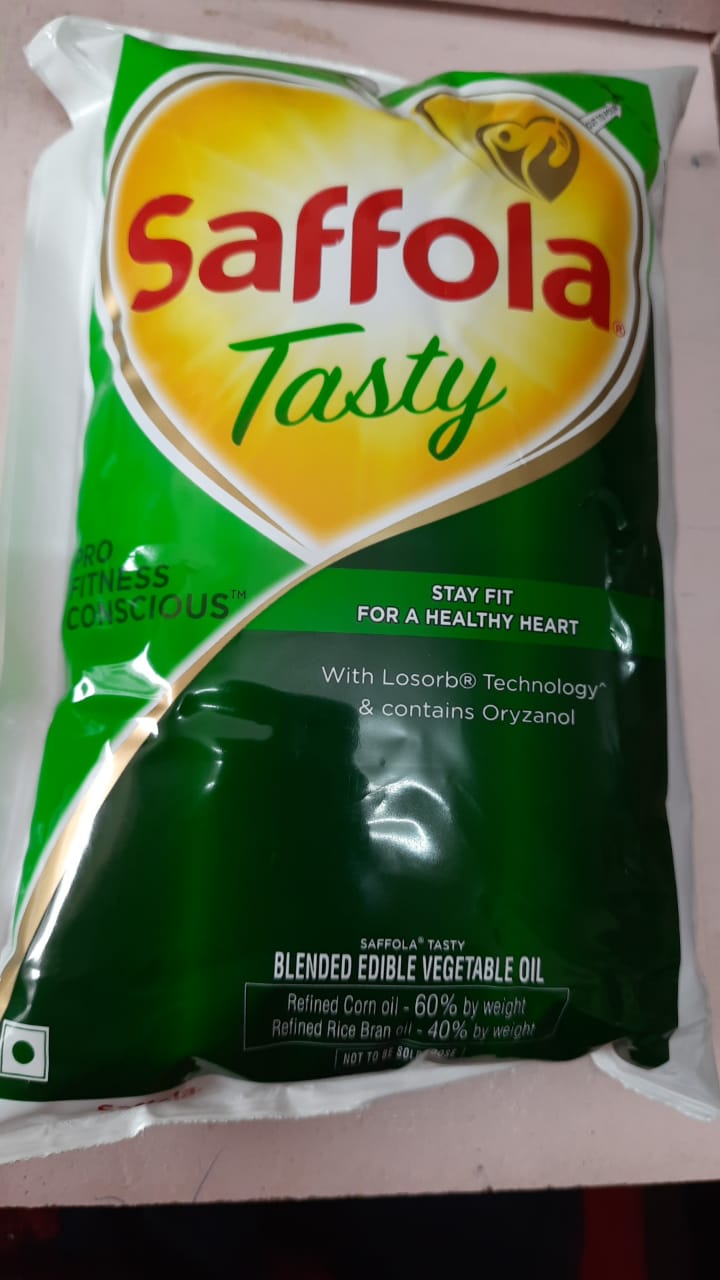 Saffola®
Tasty
PRO
FITNESS
CONSCIOUS™
STAY FIT
FOR A HEALTHY HEART
With Losorb® Technology^
& contains Oryzanol
SAFFOLA® TASTY
BLENDED EDIBLE VEGETABLE OIL
Refined Corn oil - 60% by weight
Refined Rice Bran oil - 40% by weight
NOT TO BE SOLD
Saffola